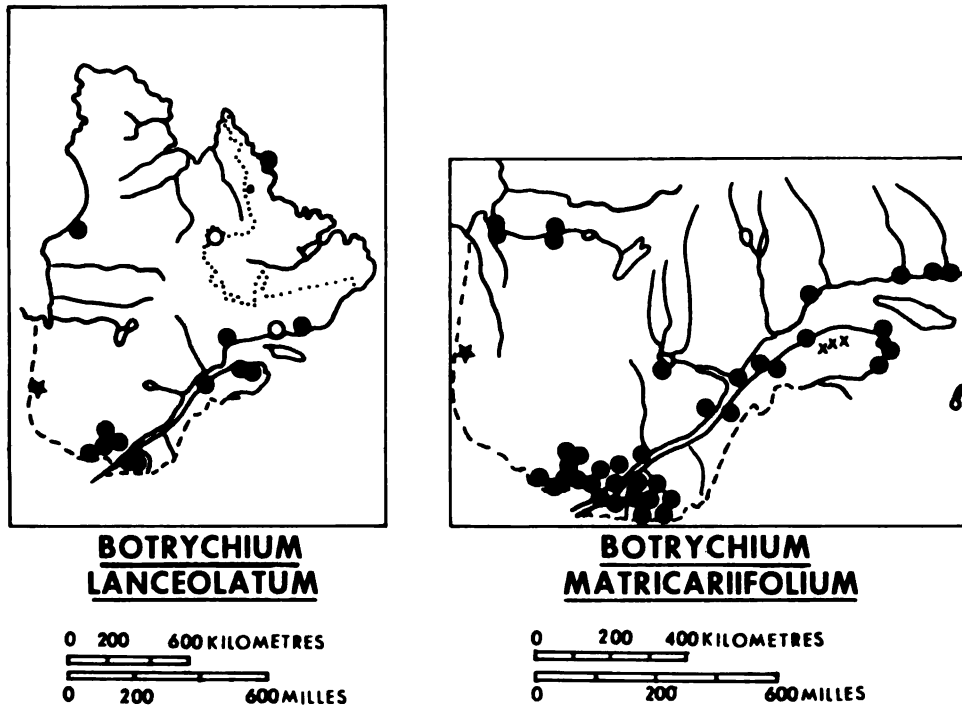 BOTRYCHIUM
LANCEOLATUM
0 200 600 KILOMETRES
0 200 600 MILLES
xxx
BOTRYCHIUM
MATRICARIIFOLIUM
0 200 400 KILOMETRES
0 200 600 MILLES